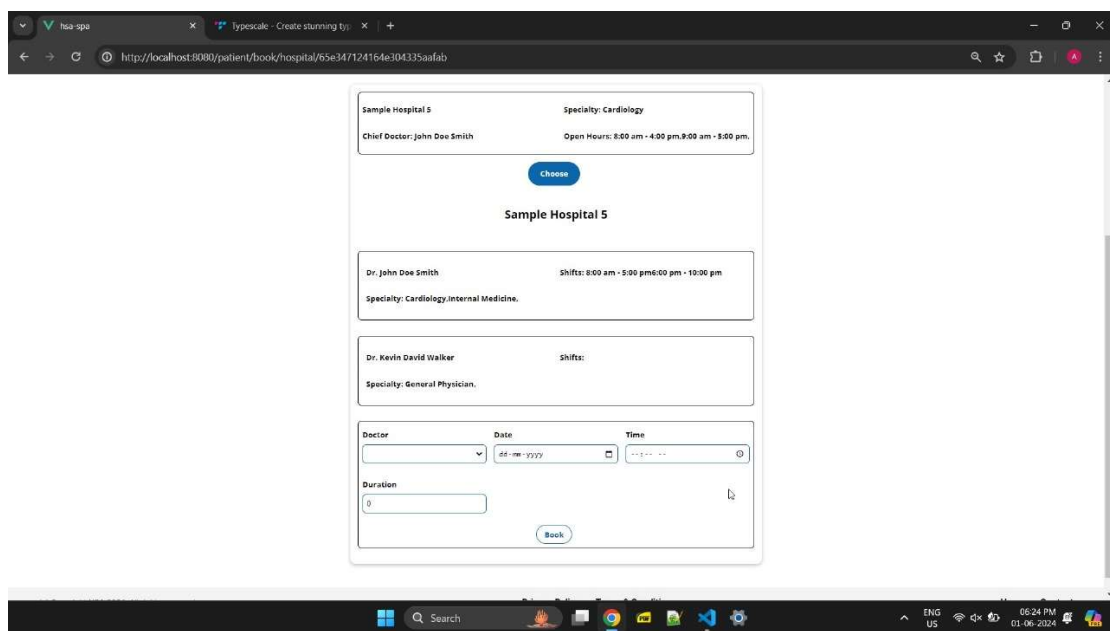 hsa-spa
Typescale - Create stunning typ
http://localhost:8080/patient/book/hospital/65e347124164e304335aafab
A
Sample Hospital 5 Specialty: Cardiology
Chief Doctor: John Doe Smith Open Hours: 8:00 am - 4:00 pm.9:00 am - 5:00 pm.
Choose
Sample Hospital 5
Dr. John Doe Smith Shifts: 8:00 am - 5:00 pm6:00 pm - 10:00 pm
Specialty: Cardiology.Internal Medicine.
Dr. Kevin David Walker Shifts:
Specialty: General Physician.
Doctor Date Time
dd-mm-yyyy --:-- --
Duration
0
Book
Search
ENG
US
06:24 PM
01-06-2024